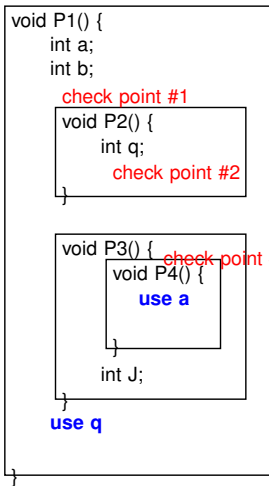 void P1() {
int a;
int b;
check point #1
void P2() {
int q;
check point #2
}
void P3() {
check point
void P4() {
use a
}
int J;
}
use q
}